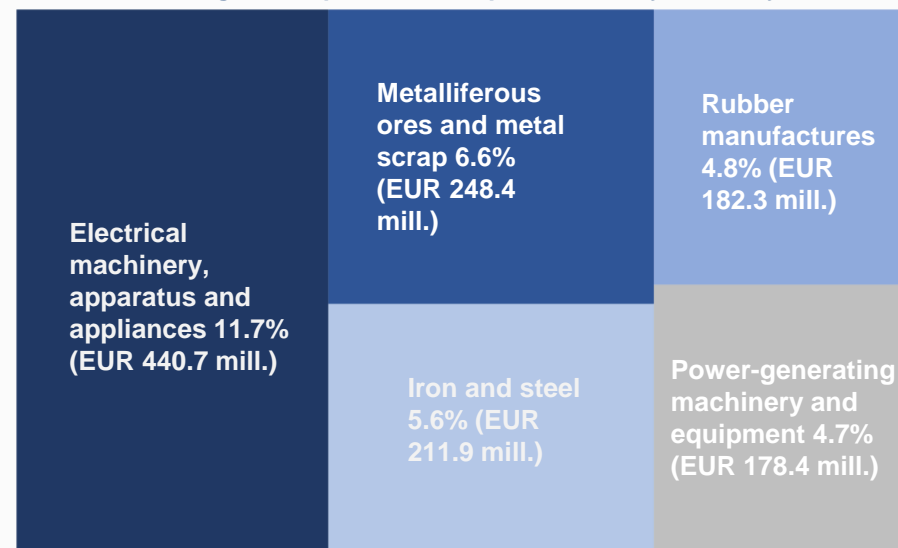 Electrical
machinery,
apparatus and
appliances 11.7%
(EUR 440.7 mill.)
Metalliferous
ores and metal
scrap 6.6%
(EUR 248.4
mill.)
Iron and steel
5.6% (EUR
211.9 mill.)
Rubber
manufactures
4.8% (EUR
182.3 mill.)
Power-generating
machinery and
equipment 4.7%
(EUR 178.4 mill.)